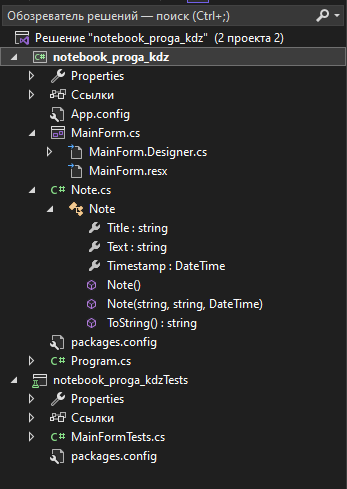 Обозреватель решений — поиск (Ctrl+;)
Решение "notebook_proga_kdz" (2 проекта 2)
C# notebook_proga_kdz
Properties
Ссылки
App.config
MainForm.cs
MainForm.Designer.cs
MainForm.resx
C# Note.cs
Note
Title : string
Text : string
Timestamp : DateTime
Note()
Note(string, string, DateTime)
ToString() : string
packages.config
C# Program.cs
notebook_proga_kdzTests
Properties
Ссылки
C# MainFormTests.cs
packages.config